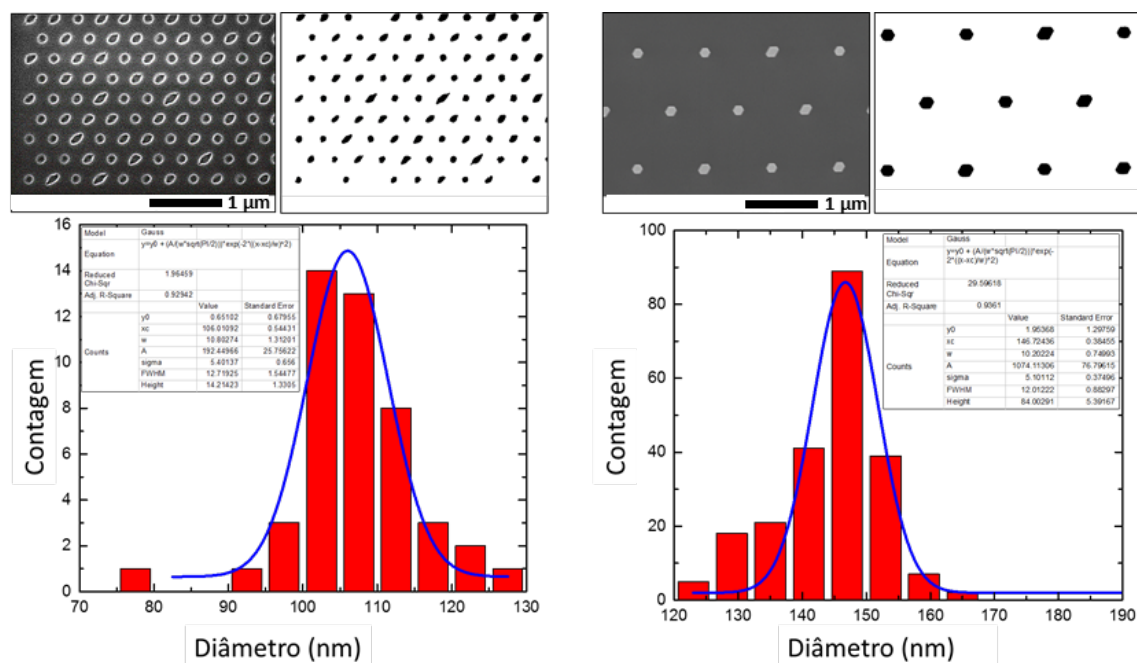 1 µm
1 µm
16
14
12
10
8
6
4
2
0
Contagem
Model Gauss
Equation y=y0 + (A/(w*sqrt(PI/2)))*exp(-2*((x-xc)/w)^2)
Reduced Chi-Sqr 1.96459
Adj. R-Square 0.92942
Value Standard Error
Counts y0 0.65102 0.67955
xc 106.01092 0.54431
w 10.80274 1.31201
A 192.44966 25.75622
sigma 5.40137 0.656
FWHM 12.71925 1.54477
Height 14.21423 1.3305
70 80 90 100 110 120 130
Diâmetro (nm)
100
80
60
40
20
0
Contagem
Model Gauss
Equation y=y0 + (A/(w*sqrt(PI/2)))*exp(-2*((x-xc)/w)^2)
Reduced Chi-Sqr 29.59618
Adj. R-Square 0.9361
Value Standard Error
Counts y0 1.95368 1.29759
xc 146.72436 0.38455
w 10.20224 0.74993
A 1074.11306 76.79615
sigma 5.10112 0.37496
FWHM 12.01222 0.88297
Height 84.00291 5.39167
120 130 140 150 160 170 180 190
Diâmetro (nm)